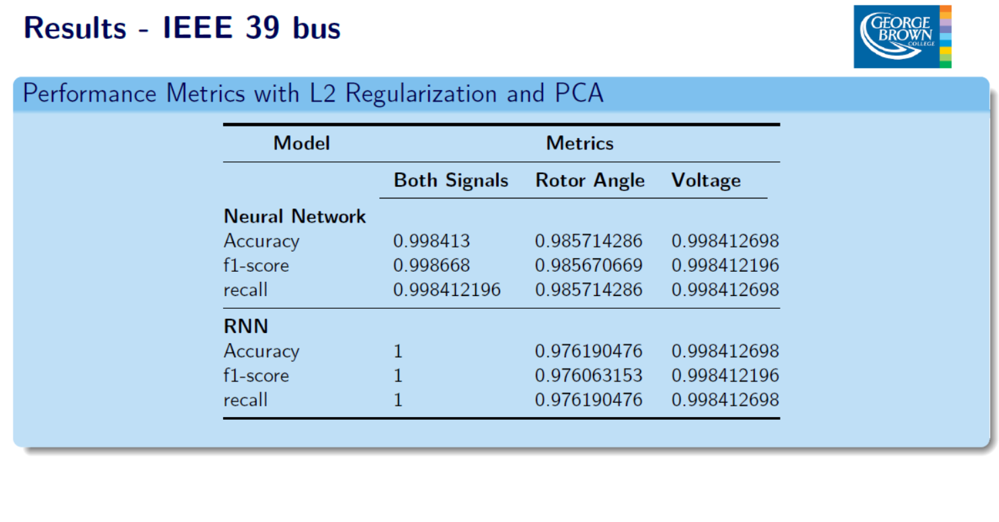 Results - IEEE 39 bus
GEORGE
BROWN
COLLEGE
Performance Metrics with L2 Regularization and PCA
Model Metrics
Both Signals Rotor Angle Voltage
Neural Network
Accuracy 0.998413 0.985714286 0.998412698
f1-score 0.998668 0.985670669 0.998412196
recall 0.998412196 0.985714286 0.998412698
RNN
Accuracy 1 0.976190476 0.998412698
f1-score 1 0.976063153 0.998412196
recall 1 0.976190476 0.998412698